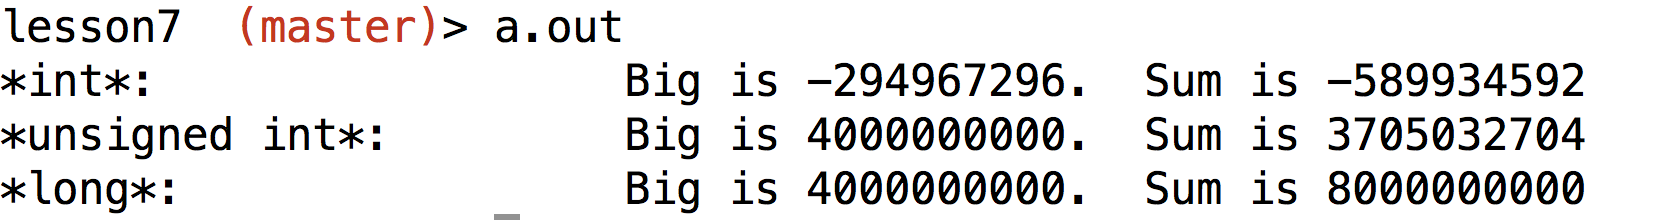 lesson7 (master)> a.out
*int*: Big is -294967296. Sum is -589934592
*unsigned int*: Big is 4000000000. Sum is 3705032704
*long*: Big is 4000000000. Sum is 8000000000